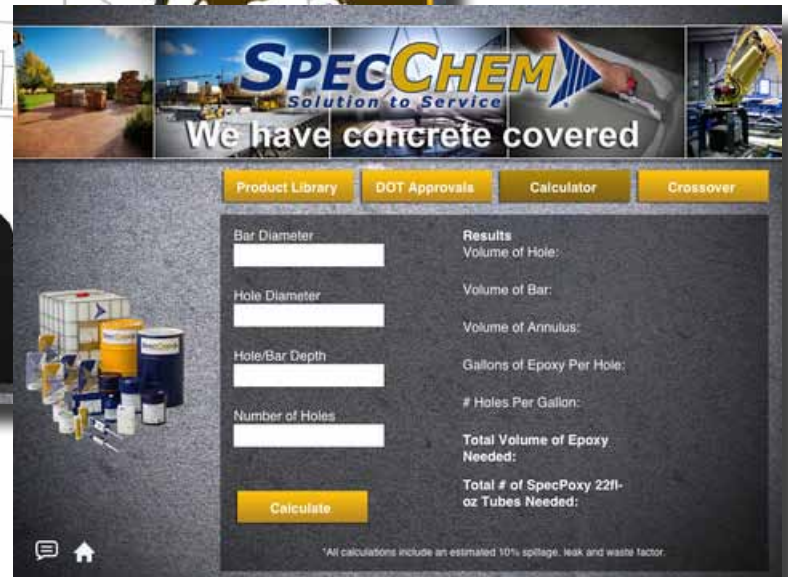 SPECCHEM
Solution to Service
We have concrete covered
Product Library DOT Approvals Calculator Crossover
Bar Diameter
Hole Diameter
Hole/Bar Depth
Number of Holes
Calculate
Results
Volume of Hole:
Volume of Bar:
Volume of Annulus:
Gallons of Epoxy Per Hole:
# Holes Per Gallon:
Total Volume of Epoxy
Needed:
Total # of SpecPoxy 22fl-
oz Tubes Needed:
*All calculations include an estimated 10% spillage, leak and waste factor.